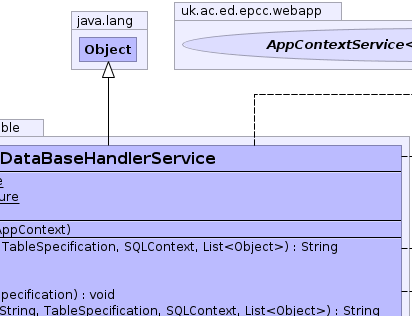 java.lang
uk.ac.ed.epcc.webapp
Object
AppContextService<
ble
DataBaseHandlerService
e
ure
AppContext)
TableSpecification, SQLContext, List<Object>) : String
pecification) : void
String, TableSpecification, SQLContext, List<Object>) : String